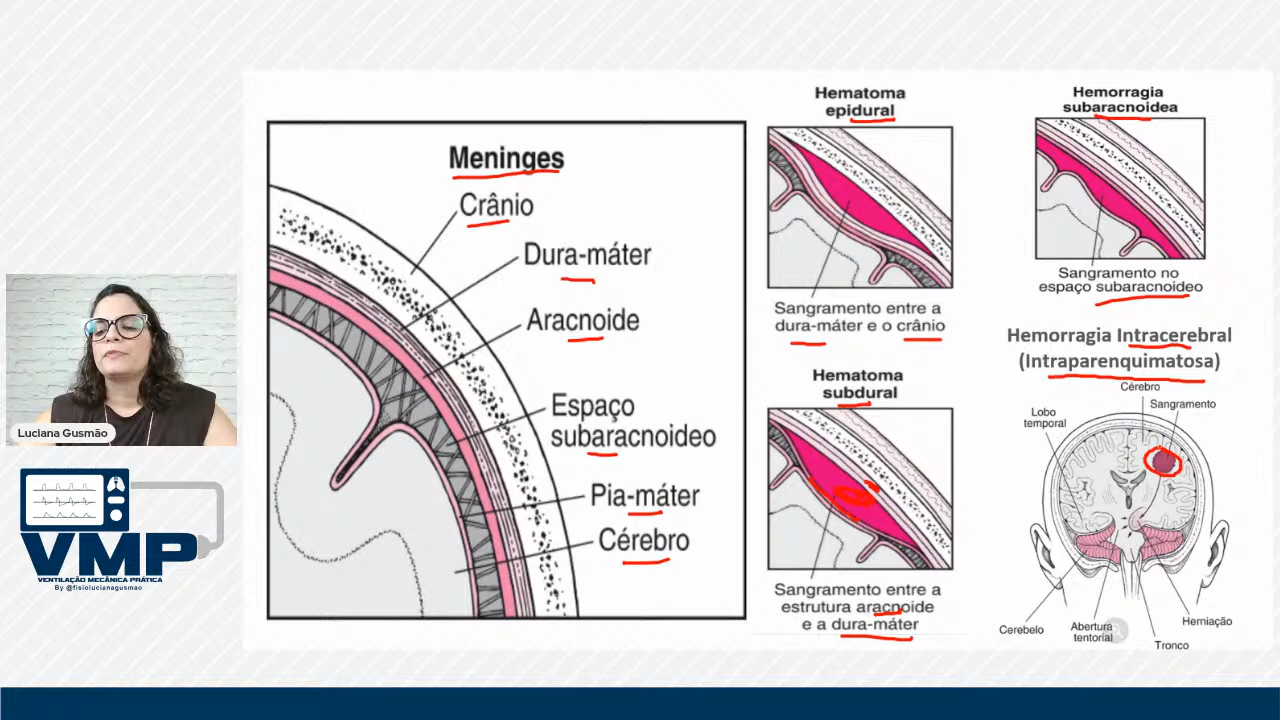 Meninges
Crânio
Dura-máter
Aracnoide
Espaço
subaracnoideo
Pia-máter
Cérebro
Hematoma
epidural
Sangramento entre a
dura-máter e o crânio
Hematoma
subdural
Sangramento entre a
estrutura aracnoide
e a dura-máter
Hemorragia
subaracnoidea
Sangramento no
espaço subaracnoideo
Hemorragia Intracerebral
(Intraparenquimatosa)
Cérebro
Sangramento
Lobo
temporal
Cerebelo
Abertura
tentorial
Tronco
Herniação
Luciana Gusmão
VMP
VENTILAÇÃO MECÂNICA PRÁTICA
By @fisiolucianagusmao